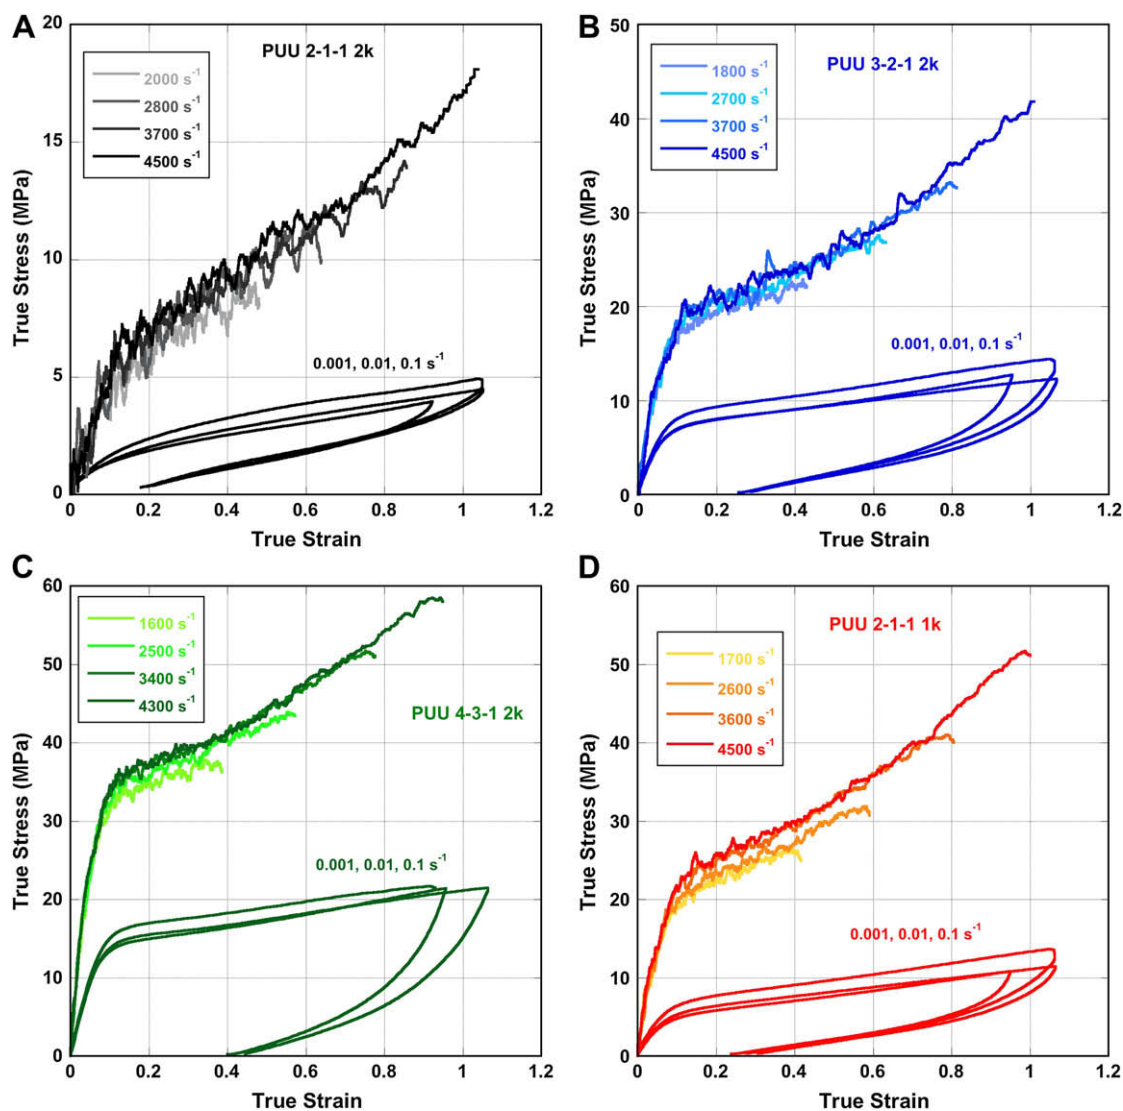 A
PUU 2-1-1 2k
2000 s⁻¹
2800 s⁻¹
3700 s⁻¹
4500 s⁻¹
0.001, 0.01, 0.1 s⁻¹
True Stress (MPa)
20
15
10
5
0
0 0.2 0.4 0.6 0.8 1 1.2
True Strain
B
PUU 3-2-1 2k
1800 s⁻¹
2700 s⁻¹
3700 s⁻¹
4500 s⁻¹
0.001, 0.01, 0.1 s⁻¹
True Stress (MPa)
50
40
30
20
10
0
0 0.2 0.4 0.6 0.8 1 1.2
True Strain
C
1600 s⁻¹
2500 s⁻¹
3400 s⁻¹
4300 s⁻¹
PUU 4-3-1 2k
0.001, 0.01, 0.1 s⁻¹
True Stress (MPa)
60
50
40
30
20
10
0
0 0.2 0.4 0.6 0.8 1 1.2
True Strain
D
PUU 2-1-1 1k
1700 s⁻¹
2600 s⁻¹
3600 s⁻¹
4500 s⁻¹
0.001, 0.01, 0.1 s⁻¹
True Stress (MPa)
60
50
40
30
20
10
0
0 0.2 0.4 0.6 0.8 1 1.2
True Strain